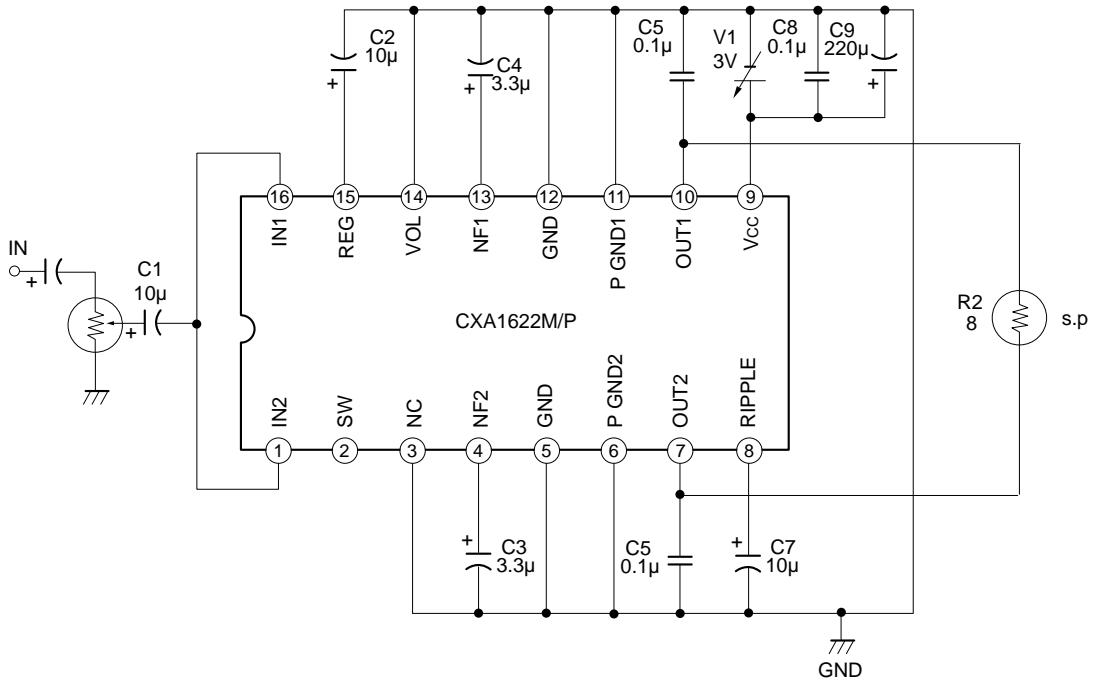 C2
10µ
C4
3.3µ
C5
0.1µ
V1
3V
C8
0.1µ
C9
220µ
+
+
+
16
15
14
13
12
11
10
9
IN1
REG
VOL
NF1
GND
P GND1
OUT1
Vcc
IN
+
C1
10µ
+
CXA1622M/P
R2
8
s.p
IN2
SW
NC
NF2
GND
P GND2
OUT2
RIPPLE
1
2
3
4
5
6
7
8
+
C3
3.3µ
C5
0.1µ
+
C7
10µ
GND